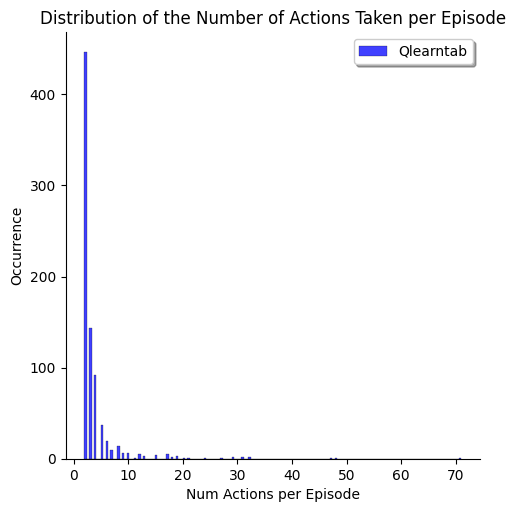 Distribution of the Number of Actions Taken per Episode
Qlearntab
400
300
200
100
0
0 10 20 30 40 50 60 70
Occurrence
Num Actions per Episode